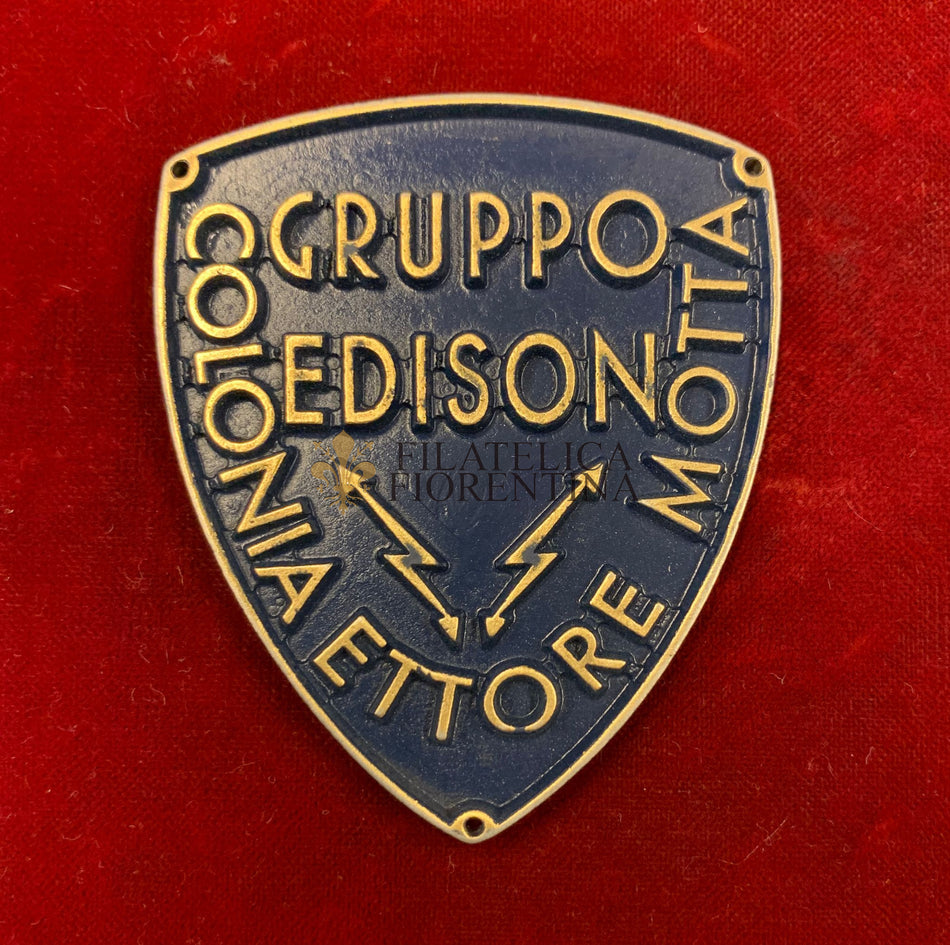 GRUPPO
EDISON
COLONIA ETTORE MOTTA
FILATELICA
FIORENTINA